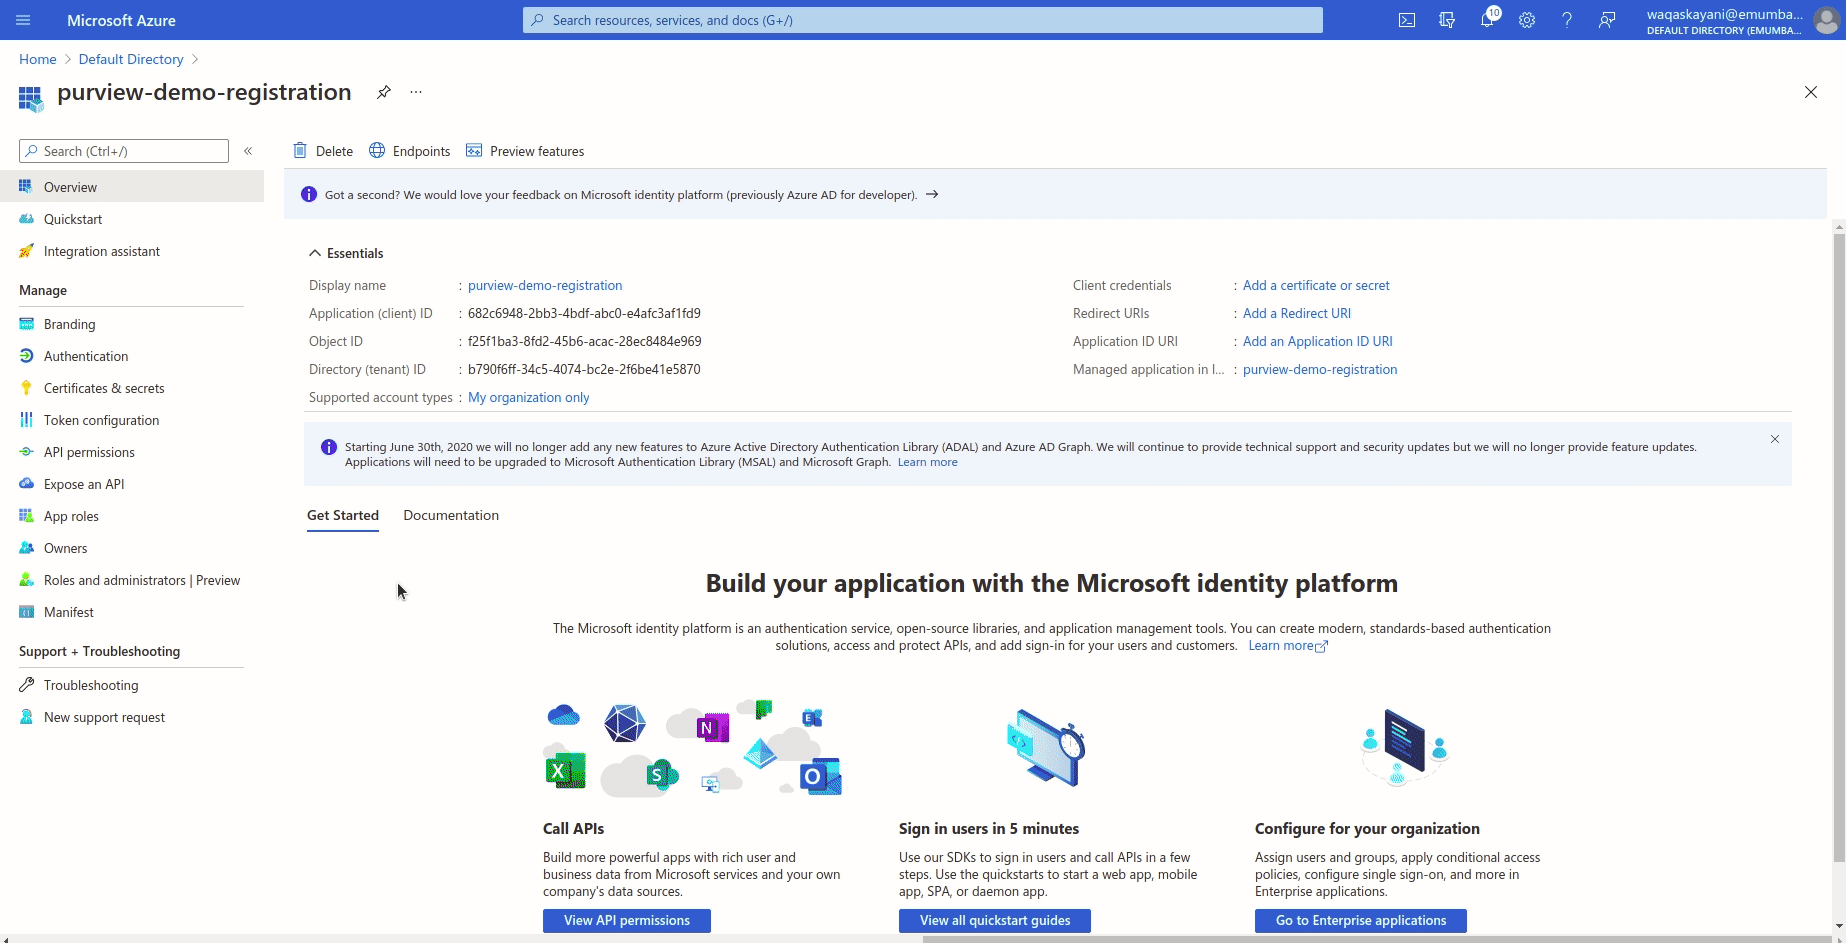 Microsoft Azure
Search resources, services, and docs (G+/)
10
waqaskayani@emumba...
DEFAULT DIRECTORY (EMUMBA...
Home > Default Directory >
purview-demo-registration
...
Search (Ctrl+/)
«
Overview
Quickstart
Integration assistant
Manage
Branding
Authentication
Certificates & secrets
Token configuration
API permissions
Expose an API
App roles
Owners
Roles and administrators | Preview
Manifest
Support + Troubleshooting
Troubleshooting
New support request
Delete
Endpoints
Preview features
Got a second? We would love your feedback on Microsoft identity platform (previously Azure AD for developer). →
Essentials
Display name : purview-demo-registration
Application (client) ID : 682c6948-2bb3-4bdf-abc0-e4afc3af1fd9
Object ID : f25f1ba3-8fd2-45b6-acac-28ec8484e969
Directory (tenant) ID : b790f6ff-34c5-4074-bc2e-2f6be41e5870
Supported account types : My organization only
Client credentials : Add a certificate or secret
Redirect URIs : Add a Redirect URI
Application ID URI : Add an Application ID URI
Managed application in l... : purview-demo-registration
Starting June 30th, 2020 we will no longer add any new features to Azure Active Directory Authentication Library (ADAL) and Azure AD Graph. We will continue to provide technical support and security updates but we will no longer provide feature updates.
Applications will need to be upgraded to Microsoft Authentication Library (MSAL) and Microsoft Graph. Learn more
Get Started
Documentation
Build your application with the Microsoft identity platform
The Microsoft identity platform is an authentication service, open-source libraries, and application management tools. You can create modern, standards-based authentication
solutions, access and protect APIs, and add sign-in for your users and customers. Learn more
N
E
X
S
O
Call APIs
Build more powerful apps with rich user and
business data from Microsoft services and your own
company's data sources.
View API permissions
Sign in users in 5 minutes
Use our SDKs to sign in users and call APIs in a few
steps. Use the quickstarts to start a web app, mobile
app, SPA, or daemon app.
View all quickstart guides
Configure for your organization
Assign users and groups, apply conditional access
policies, configure single sign-on, and more in
Enterprise applications.
Go to Enterprise applications